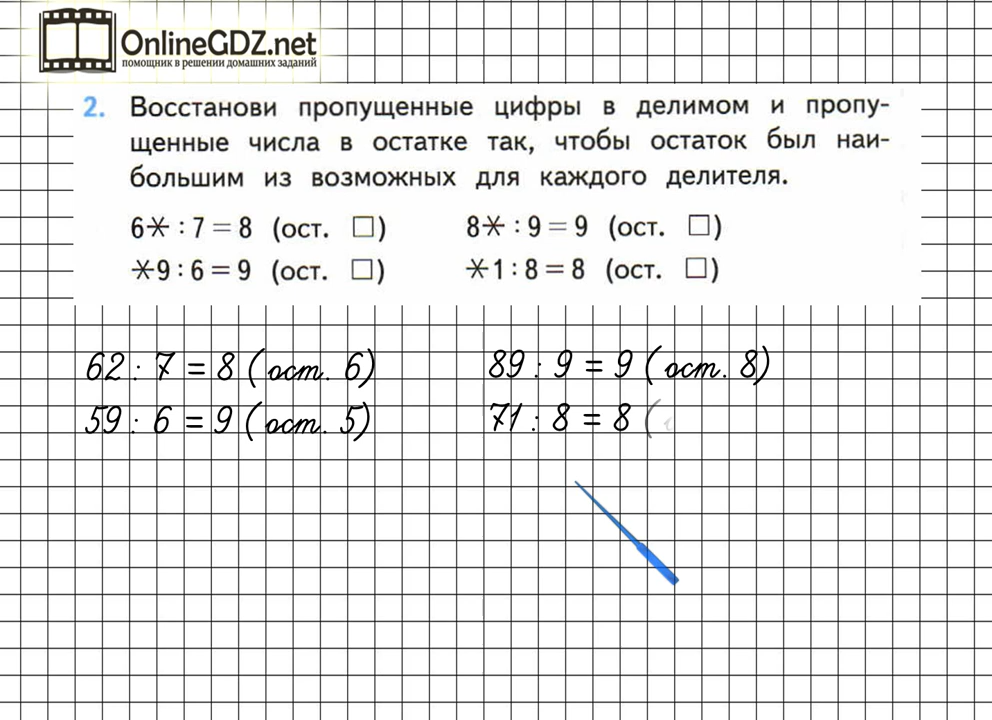 OnlineGDZ.net
помощник в решении домашних заданий
2. Восстанови пропущенные цифры в делимом и пропу-
щенные числа в остатке так, чтобы остаток был наи-
большим из возможных для каждого делителя.
6* : 7 = 8 (ост. □) 8* : 9 = 9 (ост. □)
*9 : 6 = 9 (ост. □) *1 : 8 = 8 (ост. □)
62 : 7 = 8 (ост. 6) 89 : 9 = 9 (ост. 8)
59 : 6 = 9 (ост. 5) 71 : 8 = 8 (